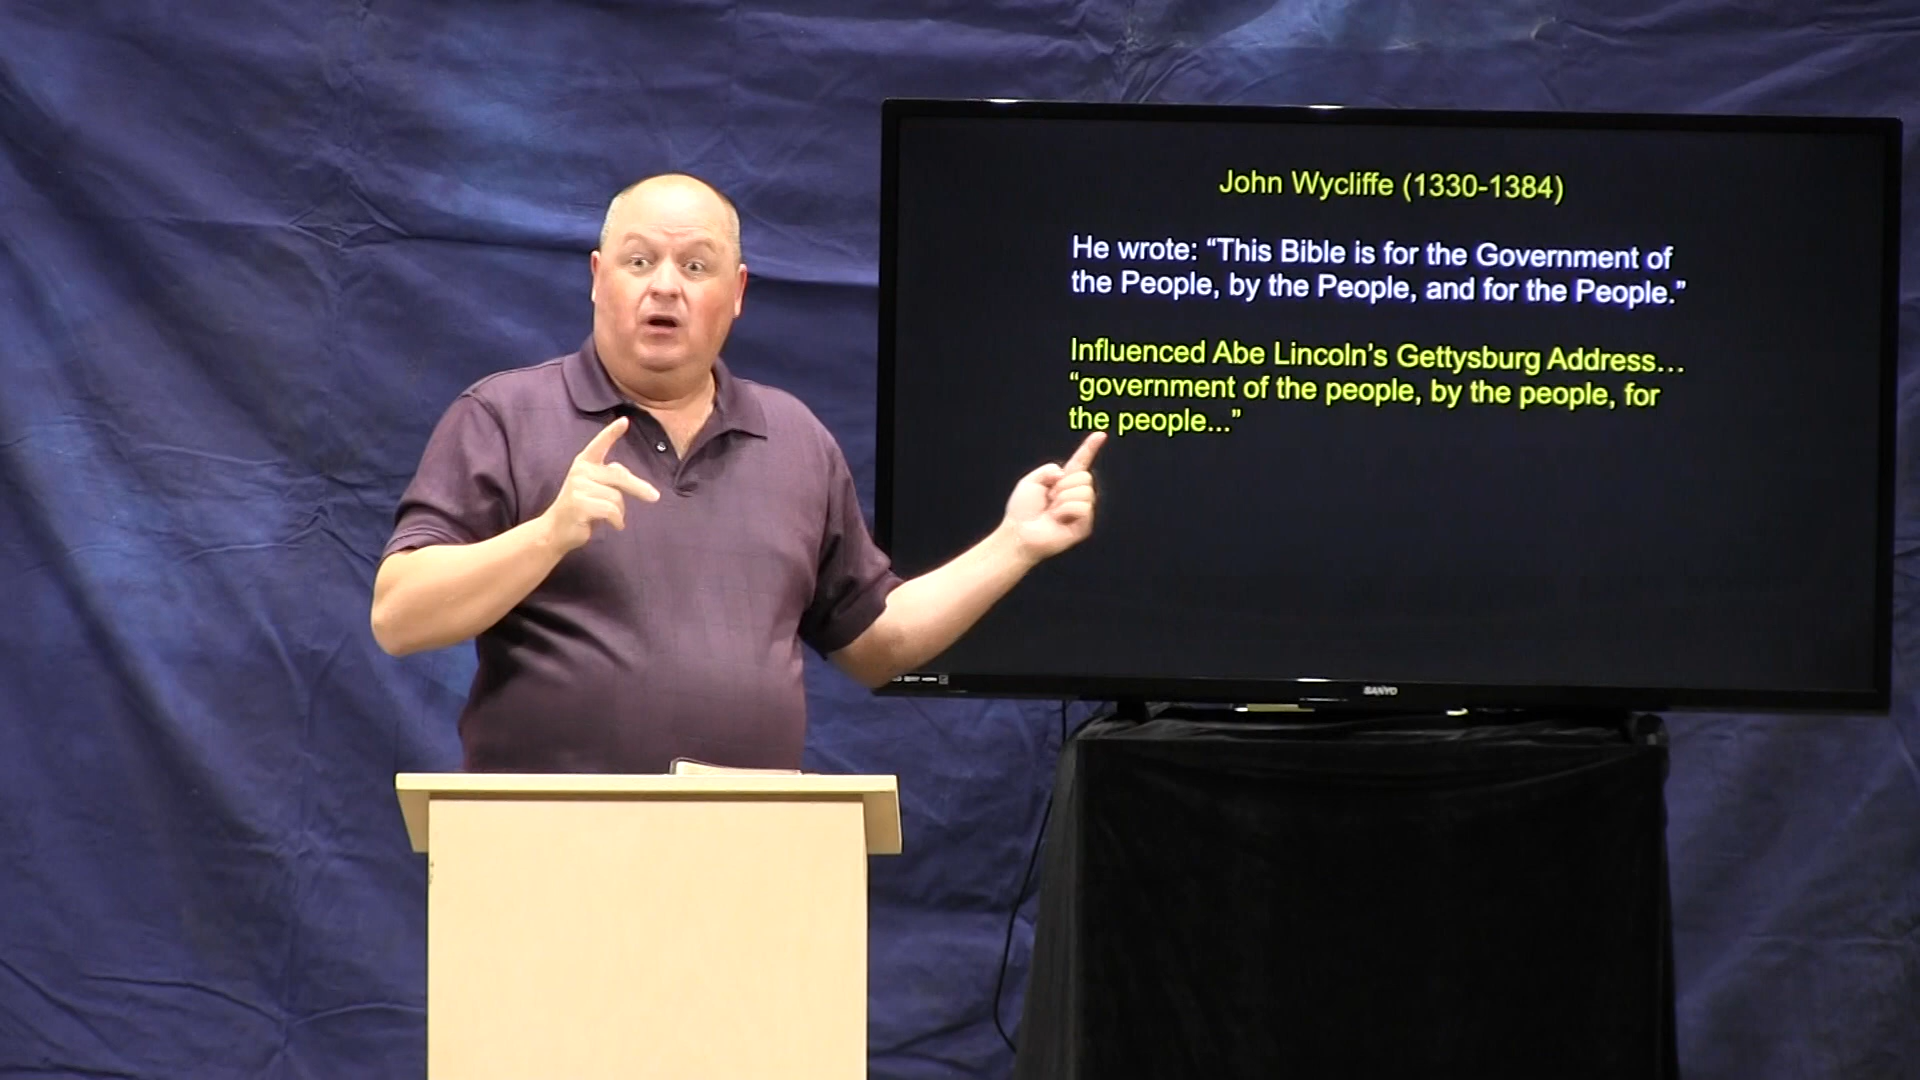 John Wycliffe (1330-1384)
He wrote: “This Bible is for the Government of
the People, by the People, and for the People.”
Influenced Abe Lincoln’s Gettysburg Address…
“government of the people, by the people, for
the people...”
SANYO